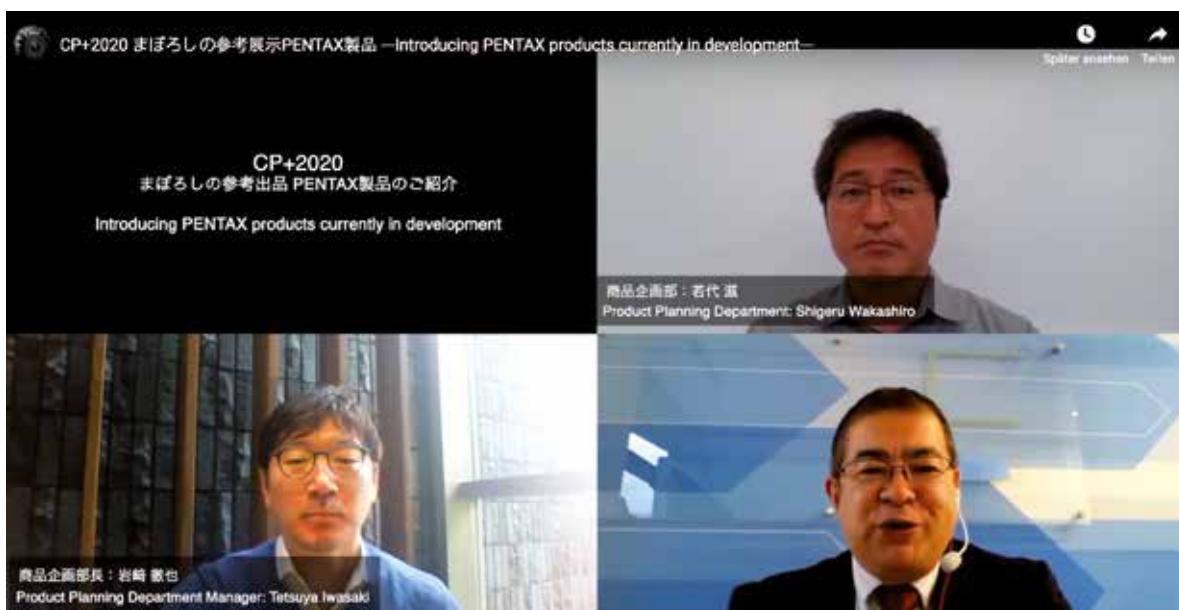 CP+2020 まぼろしの参考展示PENTAX製品 —Introducing PENTAX products currently in development—
Später ansehen
Teilen
CP+2020
まぼろしの参考出品 PENTAX製品のご紹介
Introducing PENTAX products currently in development
商品企画部：若代 滋
Product Planning Department: Shigeru Wakashiro
商品企画部長：岩崎 徹也
Product Planning Department Manager: Tetsuya Iwasaki